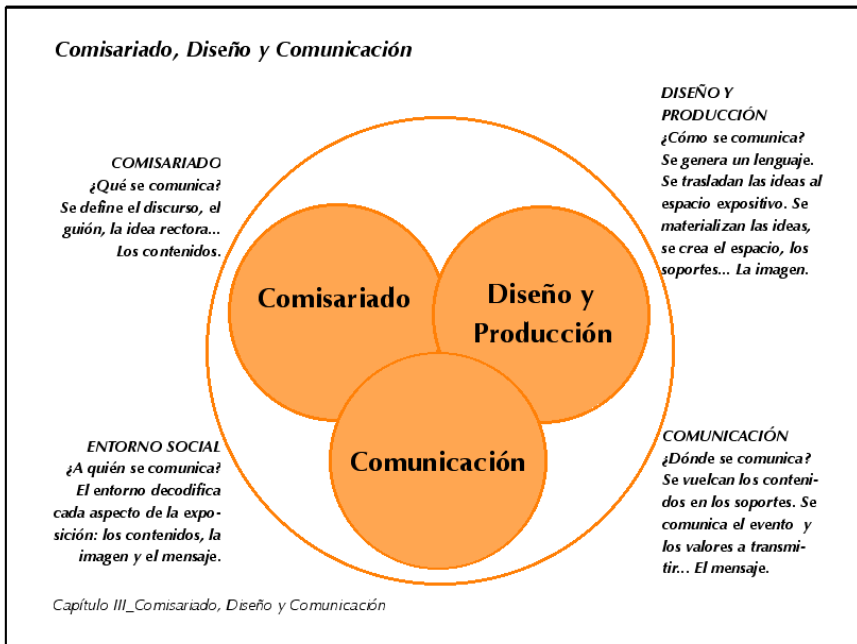 Comisariado, Diseño y Comunicación
COMISARIADO
¿Qué se comunica?
Se define el discurso, el
guión, la idea rectora...
Los contenidos.
DISEÑO Y
PRODUCCIÓN
¿Cómo se comunica?
Se genera un lenguaje.
Se trasladan las ideas al
espacio expositivo. Se
materializan las ideas,
se crea el espacio, los
soportes... La imagen.
Comisariado
Diseño y
Producción
Comunicación
ENTORNO SOCIAL
¿A quién se comunica?
El entorno decodifica
cada aspecto de la expo-
sición: los contenidos, la
imagen y el mensaje.
COMUNICACIÓN
¿Dónde se comunica?
Se vuelcan los conteni-
dos en los soportes. Se
comunica el evento y
los valores a transmi-
tir... El mensaje.
Capítulo III_Comisariado, Diseño y Comunicación